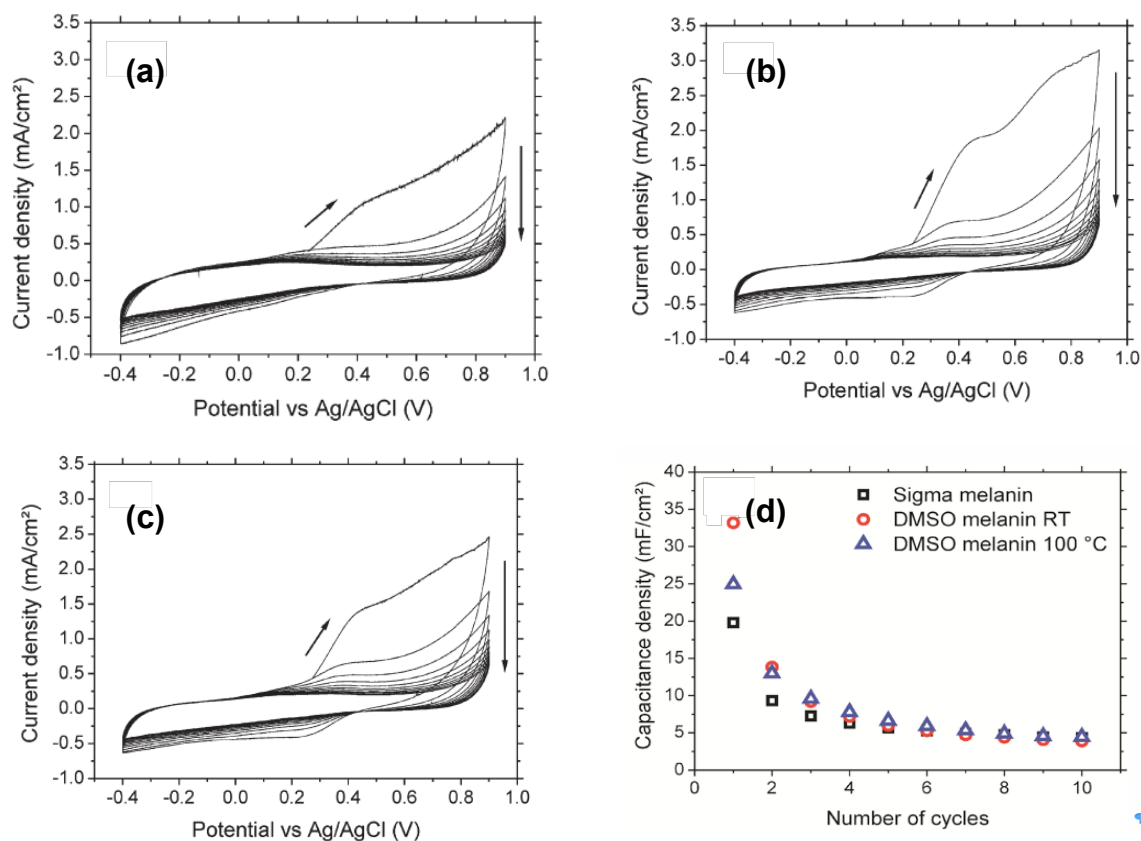 (a)
3.5
3.0
2.5
2.0
1.5
1.0
0.5
0.0
-0.5
-1.0
Current density (mA/cm²)
-0.4 -0.2 0.0 0.2 0.4 0.6 0.8 1.0
Potential vs Ag/AgCl (V)
(b)
3.5
3.0
2.5
2.0
1.5
1.0
0.5
0.0
-0.5
-1.0
Current density (mA/cm²)
-0.4 -0.2 0.0 0.2 0.4 0.6 0.8 1.0
Potential vs Ag/AgCl (V)
(c)
3.5
3.0
2.5
2.0
1.5
1.0
0.5
0.0
-0.5
-1.0
Current density (mA/cm²)
-0.4 -0.2 0.0 0.2 0.4 0.6 0.8 1.0
Potential vs Ag/AgCl (V)
(d)
Sigma melanin
DMSO melanin RT
DMSO melanin 100 °C
40
35
30
25
20
15
10
5
0
Capacitance density (mF/cm²)
0 2 4 6 8 10
Number of cycles